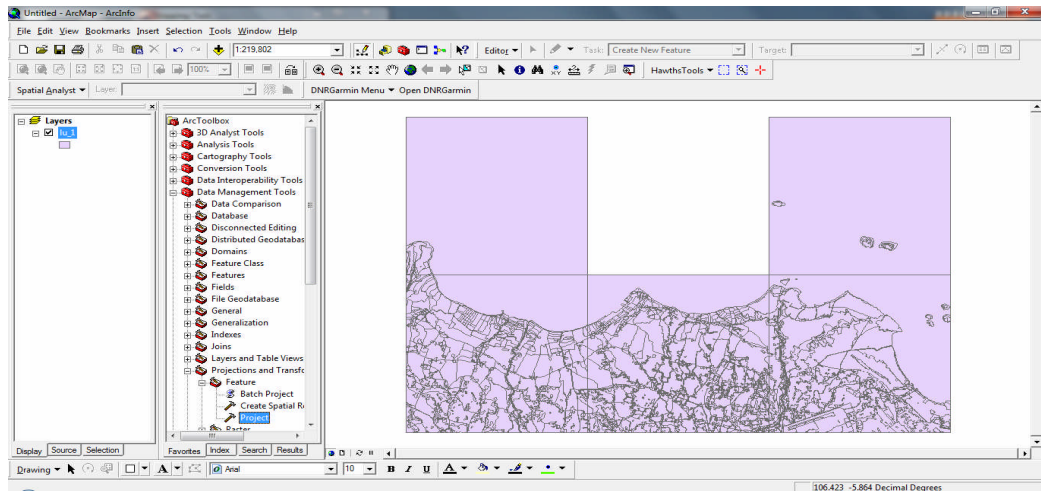 Untitled - ArcMap - ArcInfo
File Edit View Bookmarks Insert Selection Tools Window Help
1:219,802
Editor
Task: Create New Feature
Target:
100%
HawthsTools
Spatial Analyst
Layer:
DNRGarmin Menu
Open DNRGarmin
Layers
lu_1
ArcToolbox
3D Analyst Tools
Analysis Tools
Cartography Tools
Conversion Tools
Data Interoperability Tools
Data Management Tools
Data Comparison
Database
Disconnected Editing
Distributed Geodatabas
Domains
Feature Class
Features
Fields
File Geodatabase
General
Generalization
Indexes
Joins
Layers and Table Views
Projections and Transfo
Feature
Batch Project
Create Spatial R
Project
Raster
Display Source Selection
Favorites Index Search Results
Drawing
A
Arial
10
B I U A
106.423 -5.864 Decimal Degrees